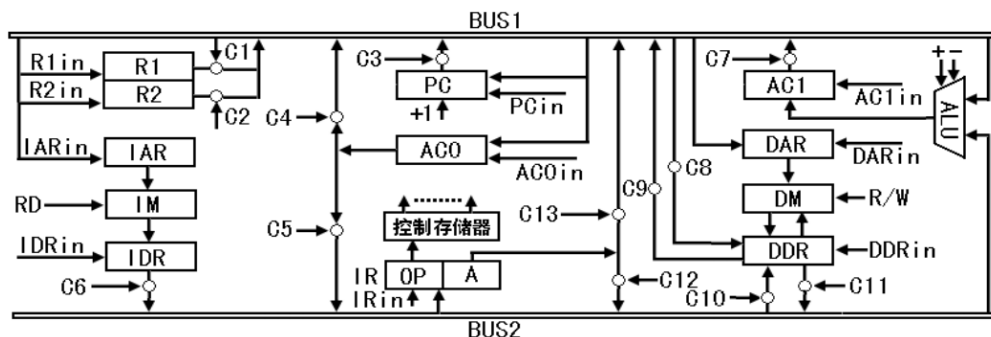 BUS1
C1
R1in
R1
R2in
R2
C2
C3
PC
PCin
+1
C4
IARin
IAR
AC0
AC0in
RD
IM
IDRin
IDR
C6
C5
控制存储器
IR
OP
A
IRin
C13
C12
C9
C8
C7
AC1
AC1in
+
-
ALU
DAR
DARin
DM
R/W
DDR
DDRin
C10
C11
BUS2